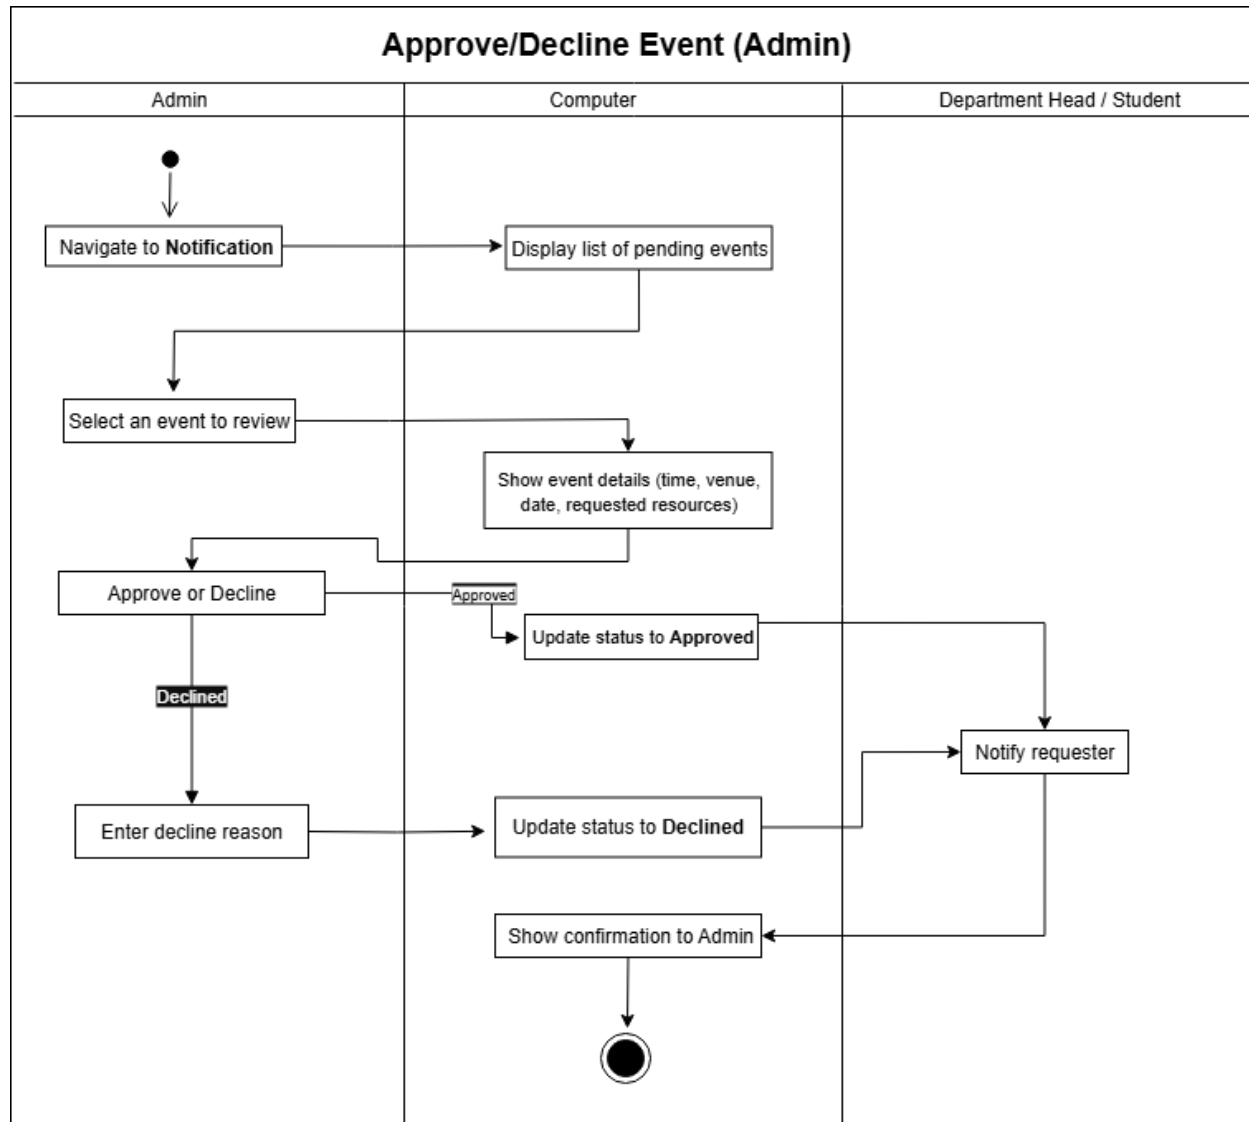 Approve/Decline Event (Admin)
Admin
Computer
Department Head / Student
Navigate to Notification
Display list of pending events
Select an event to review
Show event details (time, venue,
date, requested resources)
Approve or Decline
Approved
Update status to Approved
Declined
Notify requester
Enter decline reason
Update status to Declined
Show confirmation to Admin